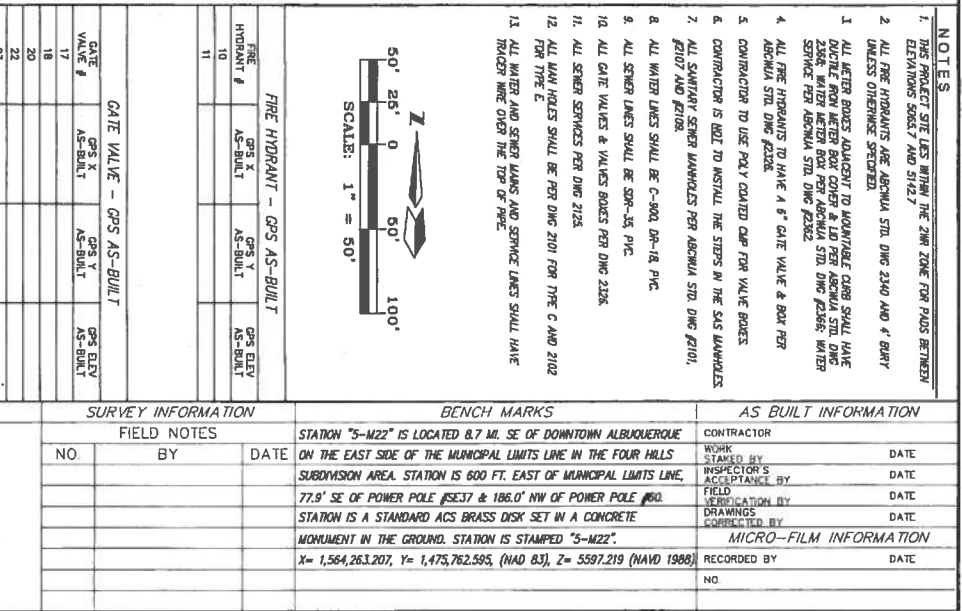 NOTES
1. THIS PROJECT SITE LIES WITHIN THE 2WR ZONE FOR PADS BETWEEN
ELEVATIONS 5065.7 AND 5142.7
2. ALL FIRE HYDRANTS ARE ABCWUA STD. DWG 2340 AND 4' BURY
UNLESS OTHERWISE SPECIFIED.
3. ALL METER BOXES ADJACENT TO MOUNTABLE CURB SHALL HAVE
DUCTILE IRON METER BOX COVER & LID PER ABCWUA STD. DWG
2368; WATER METER BOX PER ABCWUA STD. DWG #2366; WATER
SERVICE PER ABCWUA STD. DWG #2362.
4. ALL FIRE HYDRANTS TO HAVE A 6" GATE VALVE & BOX PER
ABCWUA STD. DWG #2326.
5. CONTRACTOR TO USE POLY COATED CMP FOR VALVE BOXES.
6. CONTRACTOR IS NOT TO INSTALL THE STEPS IN THE SAS MANHOLES.
7. ALL SANITARY SEWER MANHOLES PER ABCWUA STD. DWG #2101,
#2107 AND #2109.
8. ALL WATER LINES SHALL BE C-900, DR-18, PVC.
9. ALL SEWER LINES SHALL BE SDR-35, PVC.
10. ALL GATE VALVES & VALVES BOXES PER DWG 2326.
11. ALL SEWER SERVICES PER DWG 2125.
12. ALL MAN HOLES SHALL BE PER DWG 2101 FOR TYPE C AND 2102
FOR TYPE E.
13. ALL WATER AND SEWER MAINS AND SERVICE LINES SHALL HAVE
TRACER WIRE OVER THE TOP OF PIPE.
N
50' 25' 0 50' 100'
SCALE: 1" = 50'
FIRE HYDRANT - GPS AS-BUILT
FIRE HYDRANT # GPS X AS-BUILT GPS Y AS-BUILT GPS ELEV AS-BUILT
10
11
GATE VALVE - GPS AS-BUILT
GATE VALVE # GPS X AS-BUILT GPS Y AS-BUILT GPS ELEV AS-BUILT
17
18
20
22
SURVEY INFORMATION
FIELD NOTES
NO. BY DATE
BENCH MARKS
STATION "5-M22" IS LOCATED 8.7 MI. SE OF DOWNTOWN ALBUQUERQUE
ON THE EAST SIDE OF THE MUNICIPAL LIMITS LINE IN THE FOUR HILLS
SUBDIVISION AREA. STATION IS 600 FT. EAST OF MUNICIPAL LIMITS LINE,
77.9' SE OF POWER POLE #SE37 & 186.0' NW OF POWER POLE #60.
STATION IS A STANDARD ACS BRASS DISK SET IN A CONCRETE
MONUMENT IN THE GROUND. STATION IS STAMPED "5-M22".
X= 1,564,263.207, Y= 1,475,762.595, (NAD 83), Z= 5597.219 (NAVD 1988)
AS BUILT INFORMATION
CONTRACTOR
WORK STAKED BY DATE
INSPECTOR'S ACCEPTANCE BY DATE
FIELD VERIFICATION BY DATE
DRAWINGS CORRECTED BY DATE
MICRO-FILM INFORMATION
RECORDED BY DATE
NO.